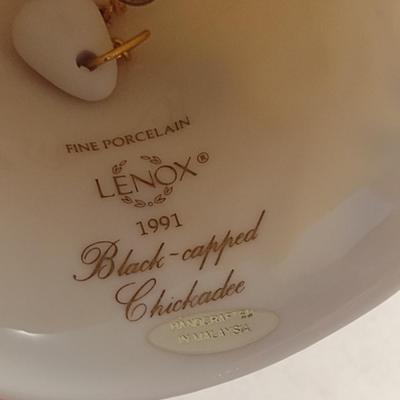 FINE PORCELAIN
LENOX®
1991
Black-capped
Chickadee
HANDCRAFTED
IN MALAYSIA